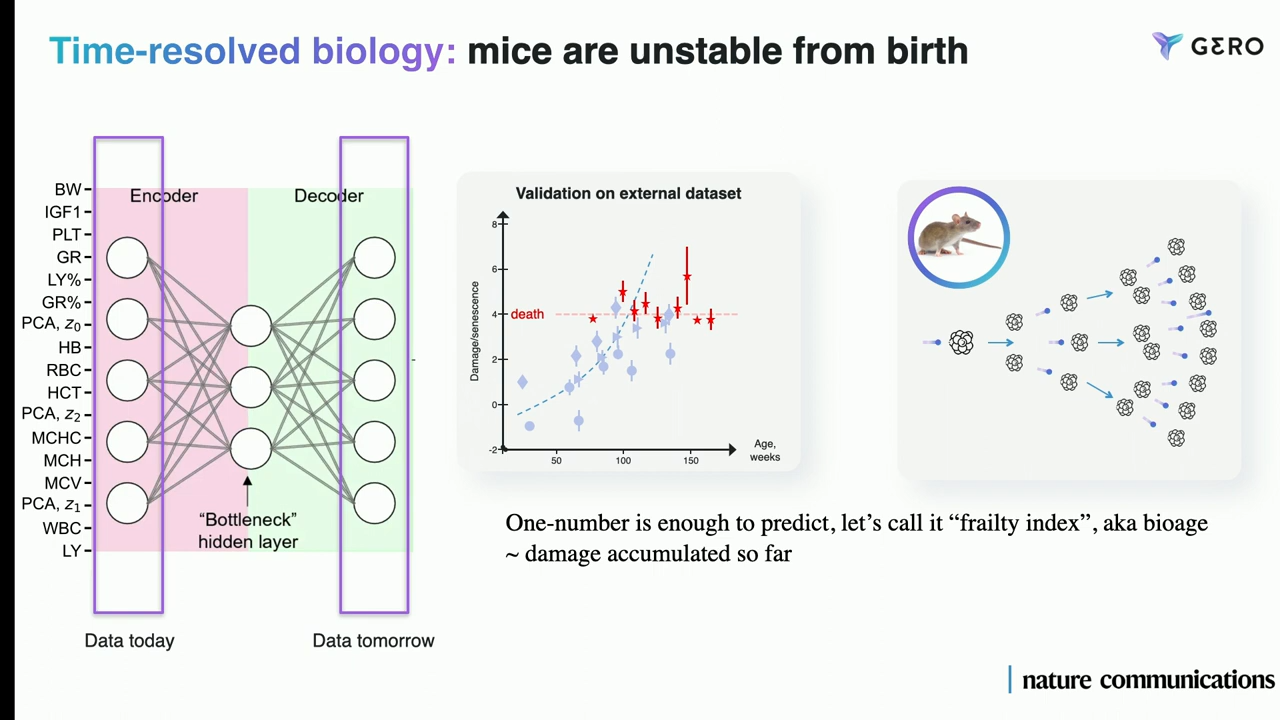 Time-resolved biology: mice are unstable from birth
GERO
Encoder
Decoder
BW
IGF1
PLT
GR
LY%
GR%
PCA, z0
HB
RBC
HCT
PCA, z2
MCHC
MCH
MCV
PCA, z1
WBC
LY
"Bottleneck"
hidden layer
Data today
Data tomorrow
Validation on external dataset
Damage/senescence
8
6
4
2
0
-2
death
50
100
150
Age,
weeks
One-number is enough to predict, let's call it "frailty index", aka bioage
~ damage accumulated so far
nature communications